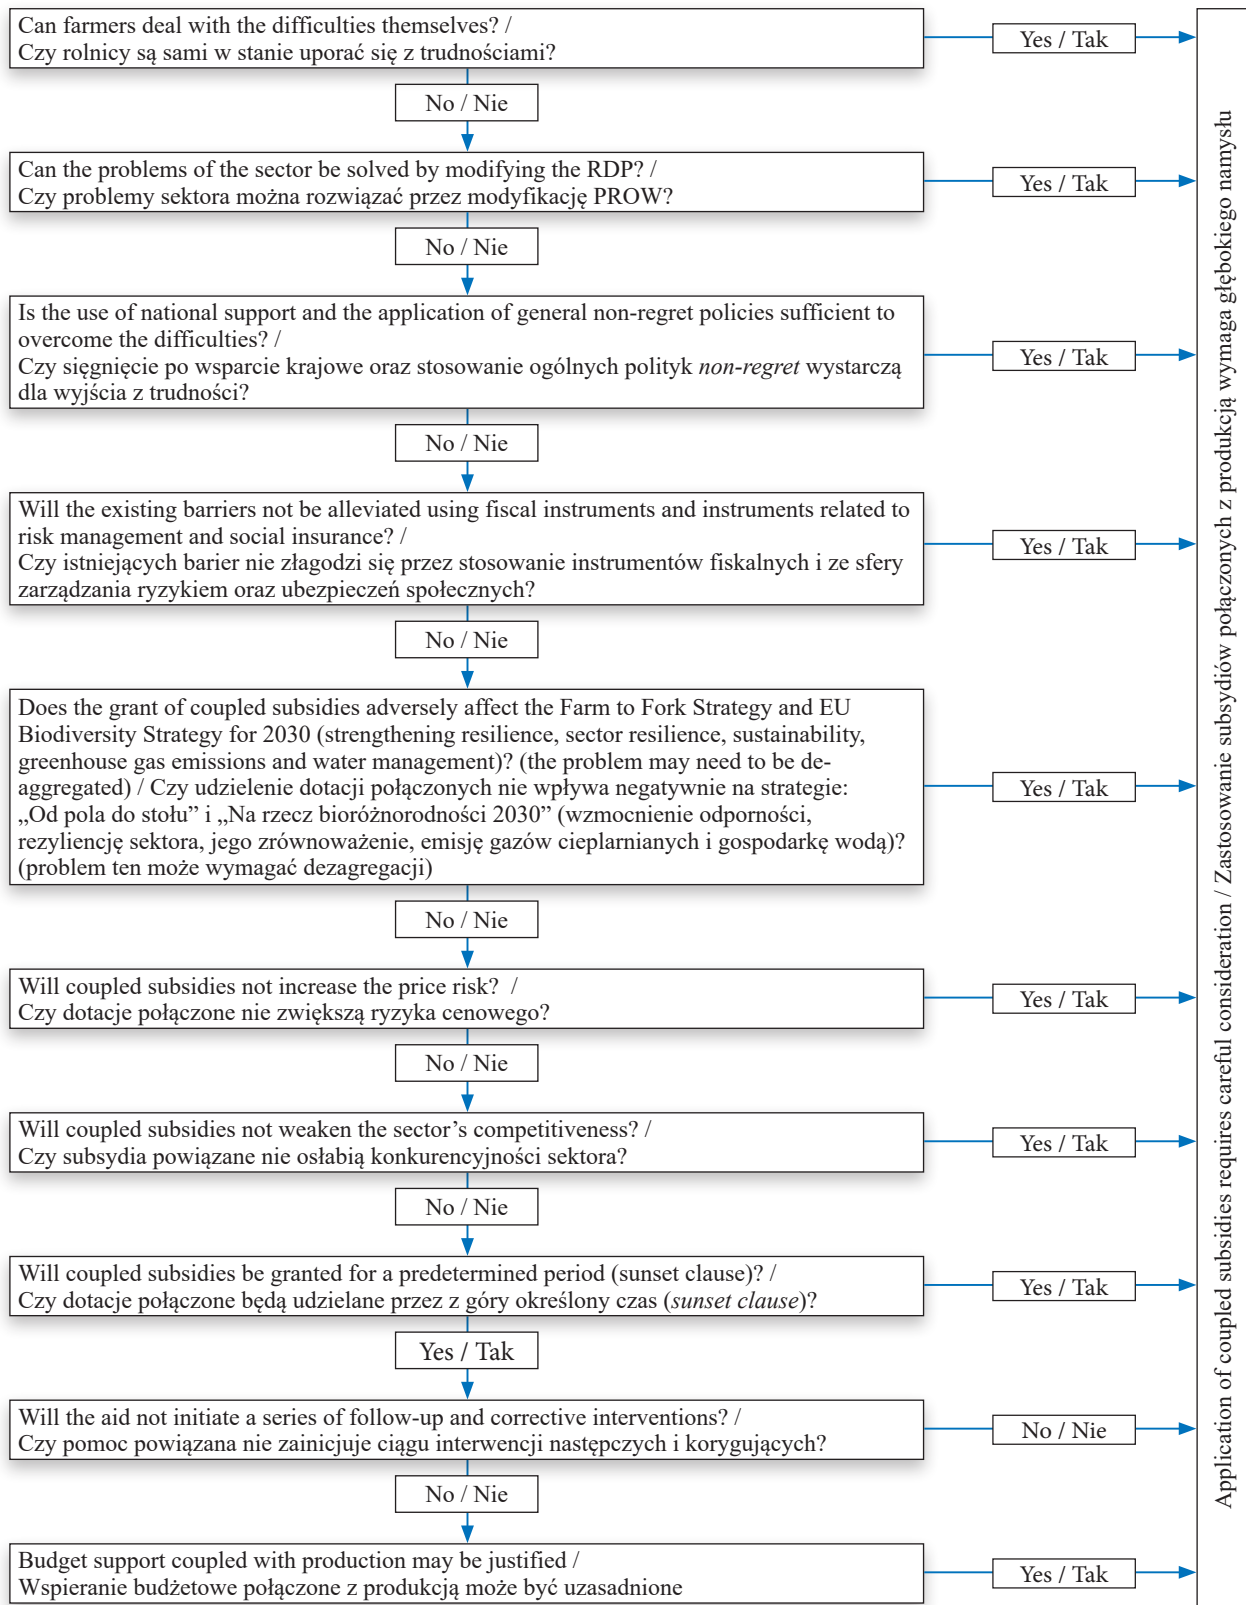 Can farmers deal with the difficulties themselves? /
Czy rolnicy są sami w stanie uporać się z trudnościami?
Yes / Tak
No / Nie
Can the problems of the sector be solved by modifying the RDP? /
Czy problemy sektora można rozwiązać przez modyfikację PROW?
Yes / Tak
No / Nie
Is the use of national support and the application of general non-regret policies sufficient to
overcome the difficulties? /
Czy sięgnięcie po wsparcie krajowe oraz stosowanie ogólnych polityk non-regret wystarczą
dla wyjścia z trudności?
Yes / Tak
No / Nie
Will the existing barriers not be alleviated using fiscal instruments and instruments related to
risk management and social insurance? /
Czy istniejących barier nie złagodzi się przez stosowanie instrumentów fiskalnych i ze sfery
zarządzania ryzykiem oraz ubezpieczeń społecznych?
Yes / Tak
No / Nie
Does the grant of coupled subsidies adversely affect the Farm to Fork Strategy and EU
Biodiversity Strategy for 2030 (strengthening resilience, sector resilience, sustainability,
greenhouse gas emissions and water management)? (the problem may need to be de-
aggregated) / Czy udzielenie dotacji połączonych nie wpływa negatywnie na strategie:
„Od pola do stołu” i „Na rzecz bioróżnorodności 2030” (wzmocnienie odporności,
rezyliencję sektora, jego zrównoważenie, emisję gazów cieplarnianych i gospodarkę wodą)?
(problem ten może wymagać dezagregacji)
Yes / Tak
No / Nie
Will coupled subsidies not increase the price risk? /
Czy dotacje połączone nie zwiększą ryzyka cenowego?
Yes / Tak
No / Nie
Will coupled subsidies not weaken the sector’s competitiveness? /
Czy subsydia powiązane nie osłabią konkurencyjności sektora?
Yes / Tak
No / Nie
Will coupled subsidies be granted for a predetermined period (sunset clause)? /
Czy dotacje połączone będą udzielane przez z góry określony czas (sunset clause)?
Yes / Tak
Yes / Tak
Will the aid not initiate a series of follow-up and corrective interventions? /
Czy pomoc powiązana nie zainicjuje ciągu interwencji następczych i korygujących?
No / Nie
No / Nie
Budget support coupled with production may be justified /
Wspieranie budżetowe połączone z produkcją może być uzasadnione
Yes / Tak
Application of coupled subsidies requires careful consideration / Zastosowanie subsydiów połączonych z produkcją wymaga głębokiego namysłu